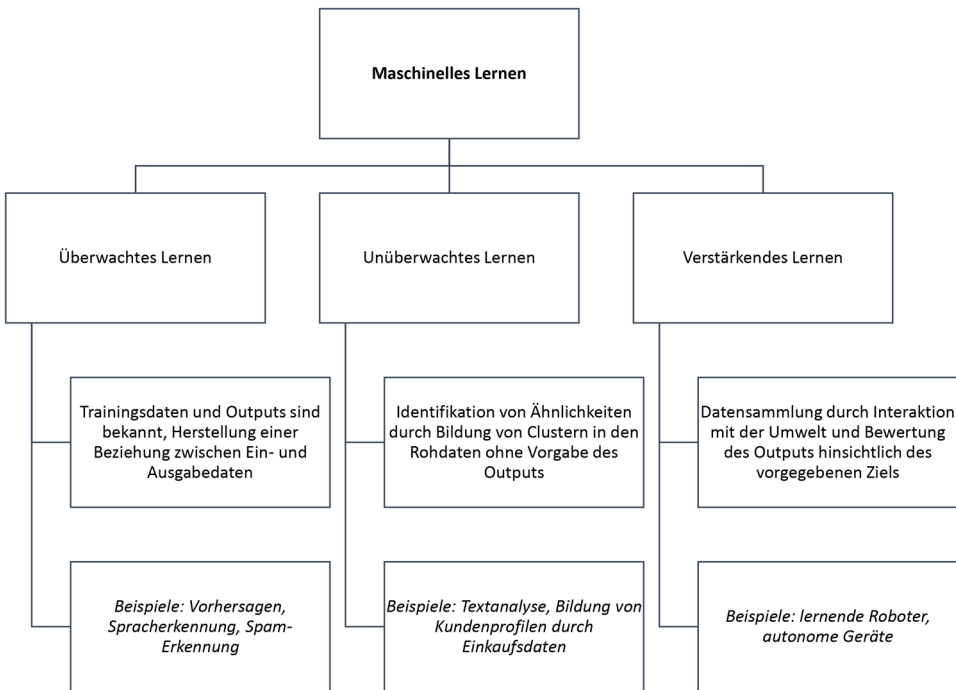 Maschinelles Lernen
Überwachtes Lernen
Unüberwachtes Lernen
Verstärkendes Lernen
Trainingsdaten und Outputs sind
bekannt, Herstellung einer
Beziehung zwischen Ein- und
Ausgabedaten
Identifikation von Ähnlichkeiten
durch Bildung von Clustern in den
Rohdaten ohne Vorgabe des
Outputs
Datensammlung durch Interaktion
mit der Umwelt und Bewertung
des Outputs hinsichtlich des
vorgegebenen Ziels
Beispiele: Vorhersagen,
Spracherkennung, Spam-
Erkennung
Beispiele: Textanalyse, Bildung von
Kundenprofilen durch
Einkaufsdaten
Beispiele: lernende Roboter,
autonome Geräte